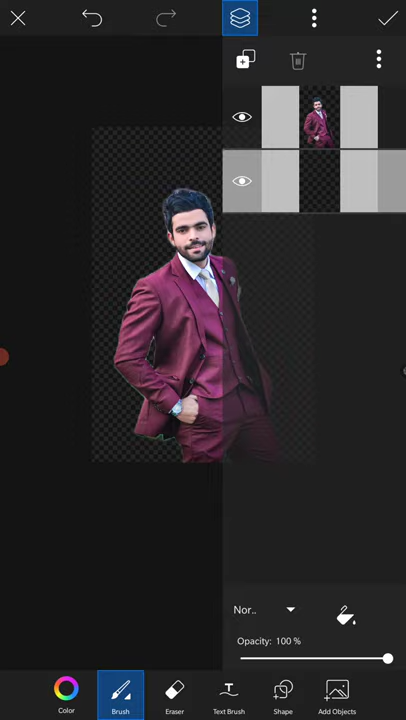 Nor..
Opacity: 100 %
Color
Brush
Eraser
Text Brush
Shape
Add Objects